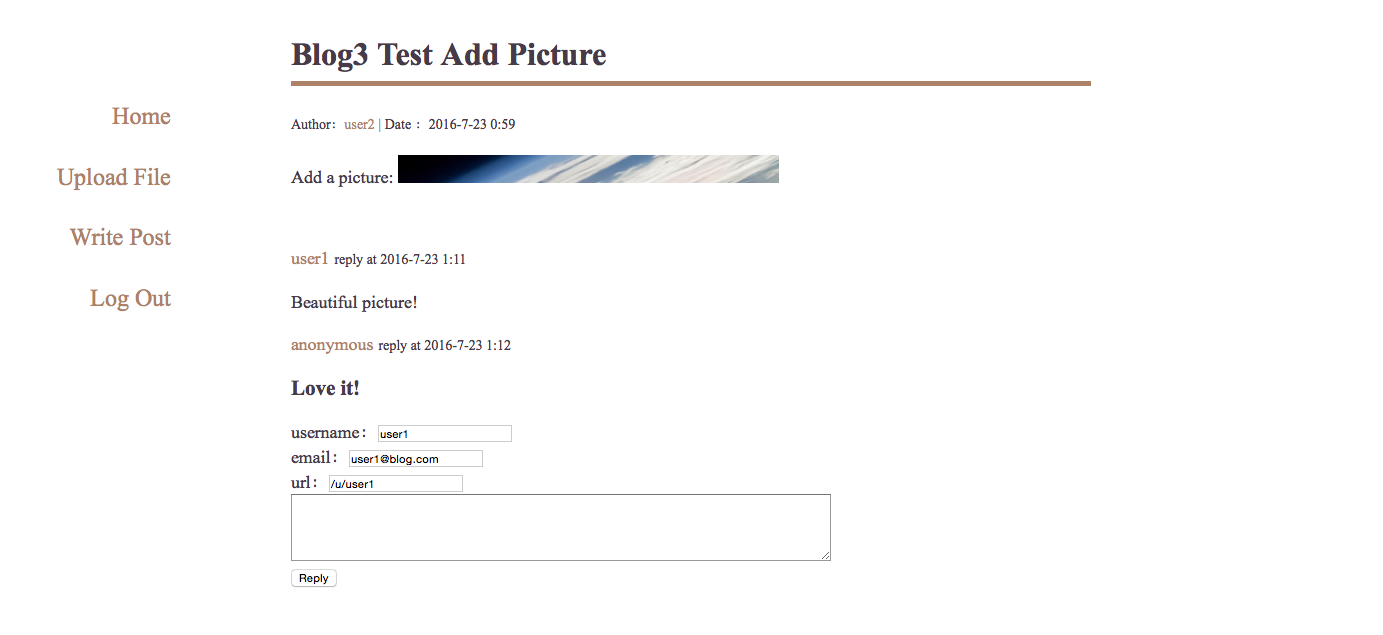 Blog3 Test Add Picture
Home
Upload File
Write Post
Log Out
Author： user2 | Date： 2016-7-23 0:59
Add a picture:
user1 reply at 2016-7-23 1:11
Beautiful picture!
anonymous reply at 2016-7-23 1:12
Love it!
username： user1
email： user1@blog.com
url： /u/user1
Reply